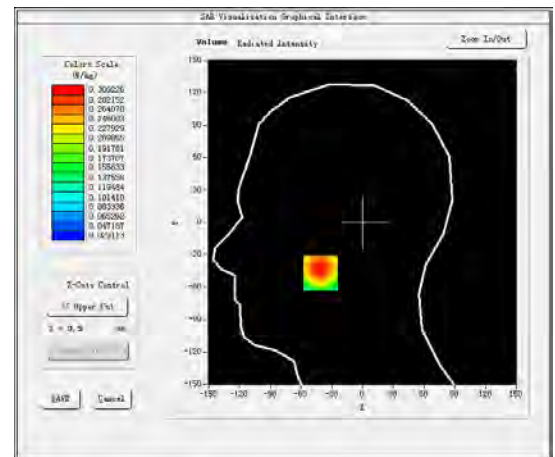 SAR Visualisation Graphical Interface
Volume Radiated Intensity
Zoom In/Out
Colors Scale
(W/kg)
0.300226
0.282152
0.264078
0.246003
0.227929
0.209855
0.191781
0.173707
0.155633
0.137558
0.119484
0.101410
0.083336
0.065262
0.047187
0.029113
150
120
90
60
30
0
-30
-60
-90
-120
-150
Y
-150 -120 -90 -60 -30 0 30 60 90 120 150
X
Z-Cuts Control
Upper Cut
SAVE
Cancel